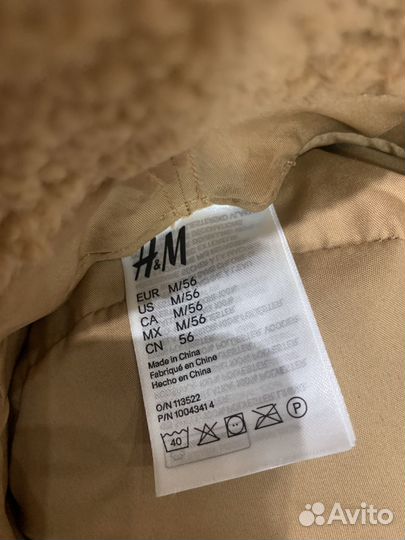 H&M
EUR M/56
US M/56
CA M/56
MX M/56
CN 56
Made in China
Fabriqué en Chine
Hecho en China
O/N 113522
P/N 10043414
40 P
Avito